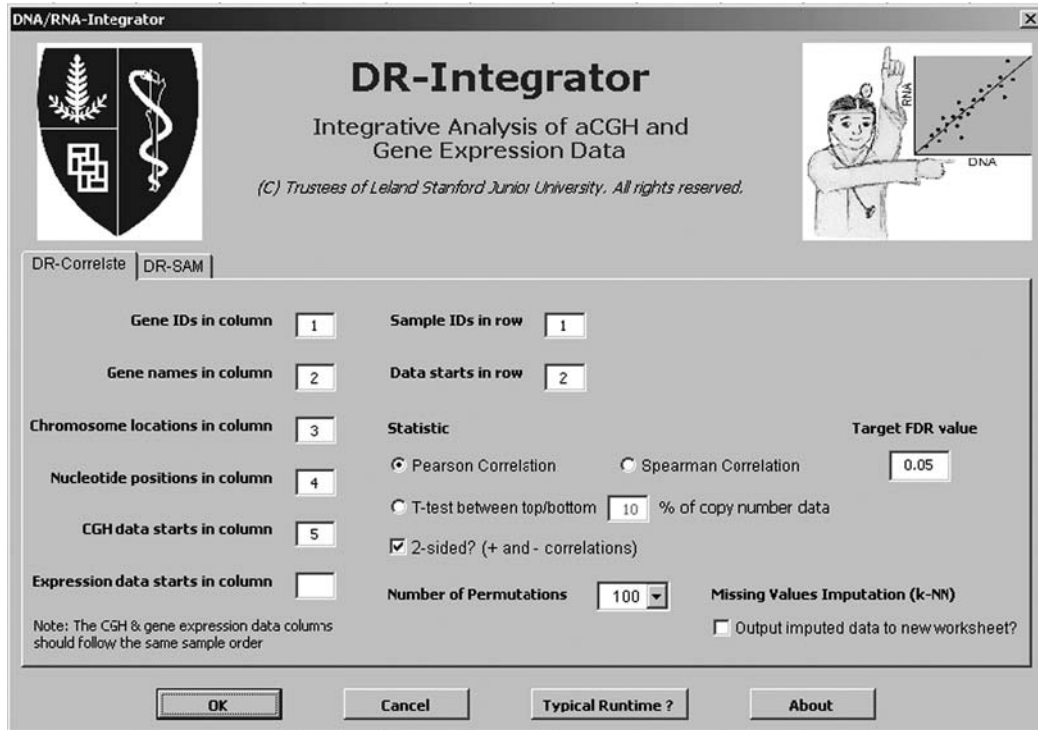 DNA/RNA-Integrator
DR-Integrator
Integrative Analysis of aCGH and
Gene Expression Data
(C) Trustees of Leland Stanford Junior University. All rights reserved.
RNA
DNA
DR-Correlate DR-SAM
Gene IDs in column 1 Sample IDs in row 1
Gene names in column 2 Data starts in row 2
Chromosome locations in column 3 Statistic Target FDR value
Pearson Correlation Spearman Correlation 0.05
Nucleotide positions in column 4
T-test between top/bottom 10 % of copy number data
CGH data starts in column 5
2-sided? (+ and - correlations)
Expression data starts in column
Number of Permutations 100 Missing Values Imputation (k-NN)
Note: The CGH & gene expression data columns
should follow the same sample order
Output imputed data to new worksheet?
OK Cancel Typical Runtime ? About